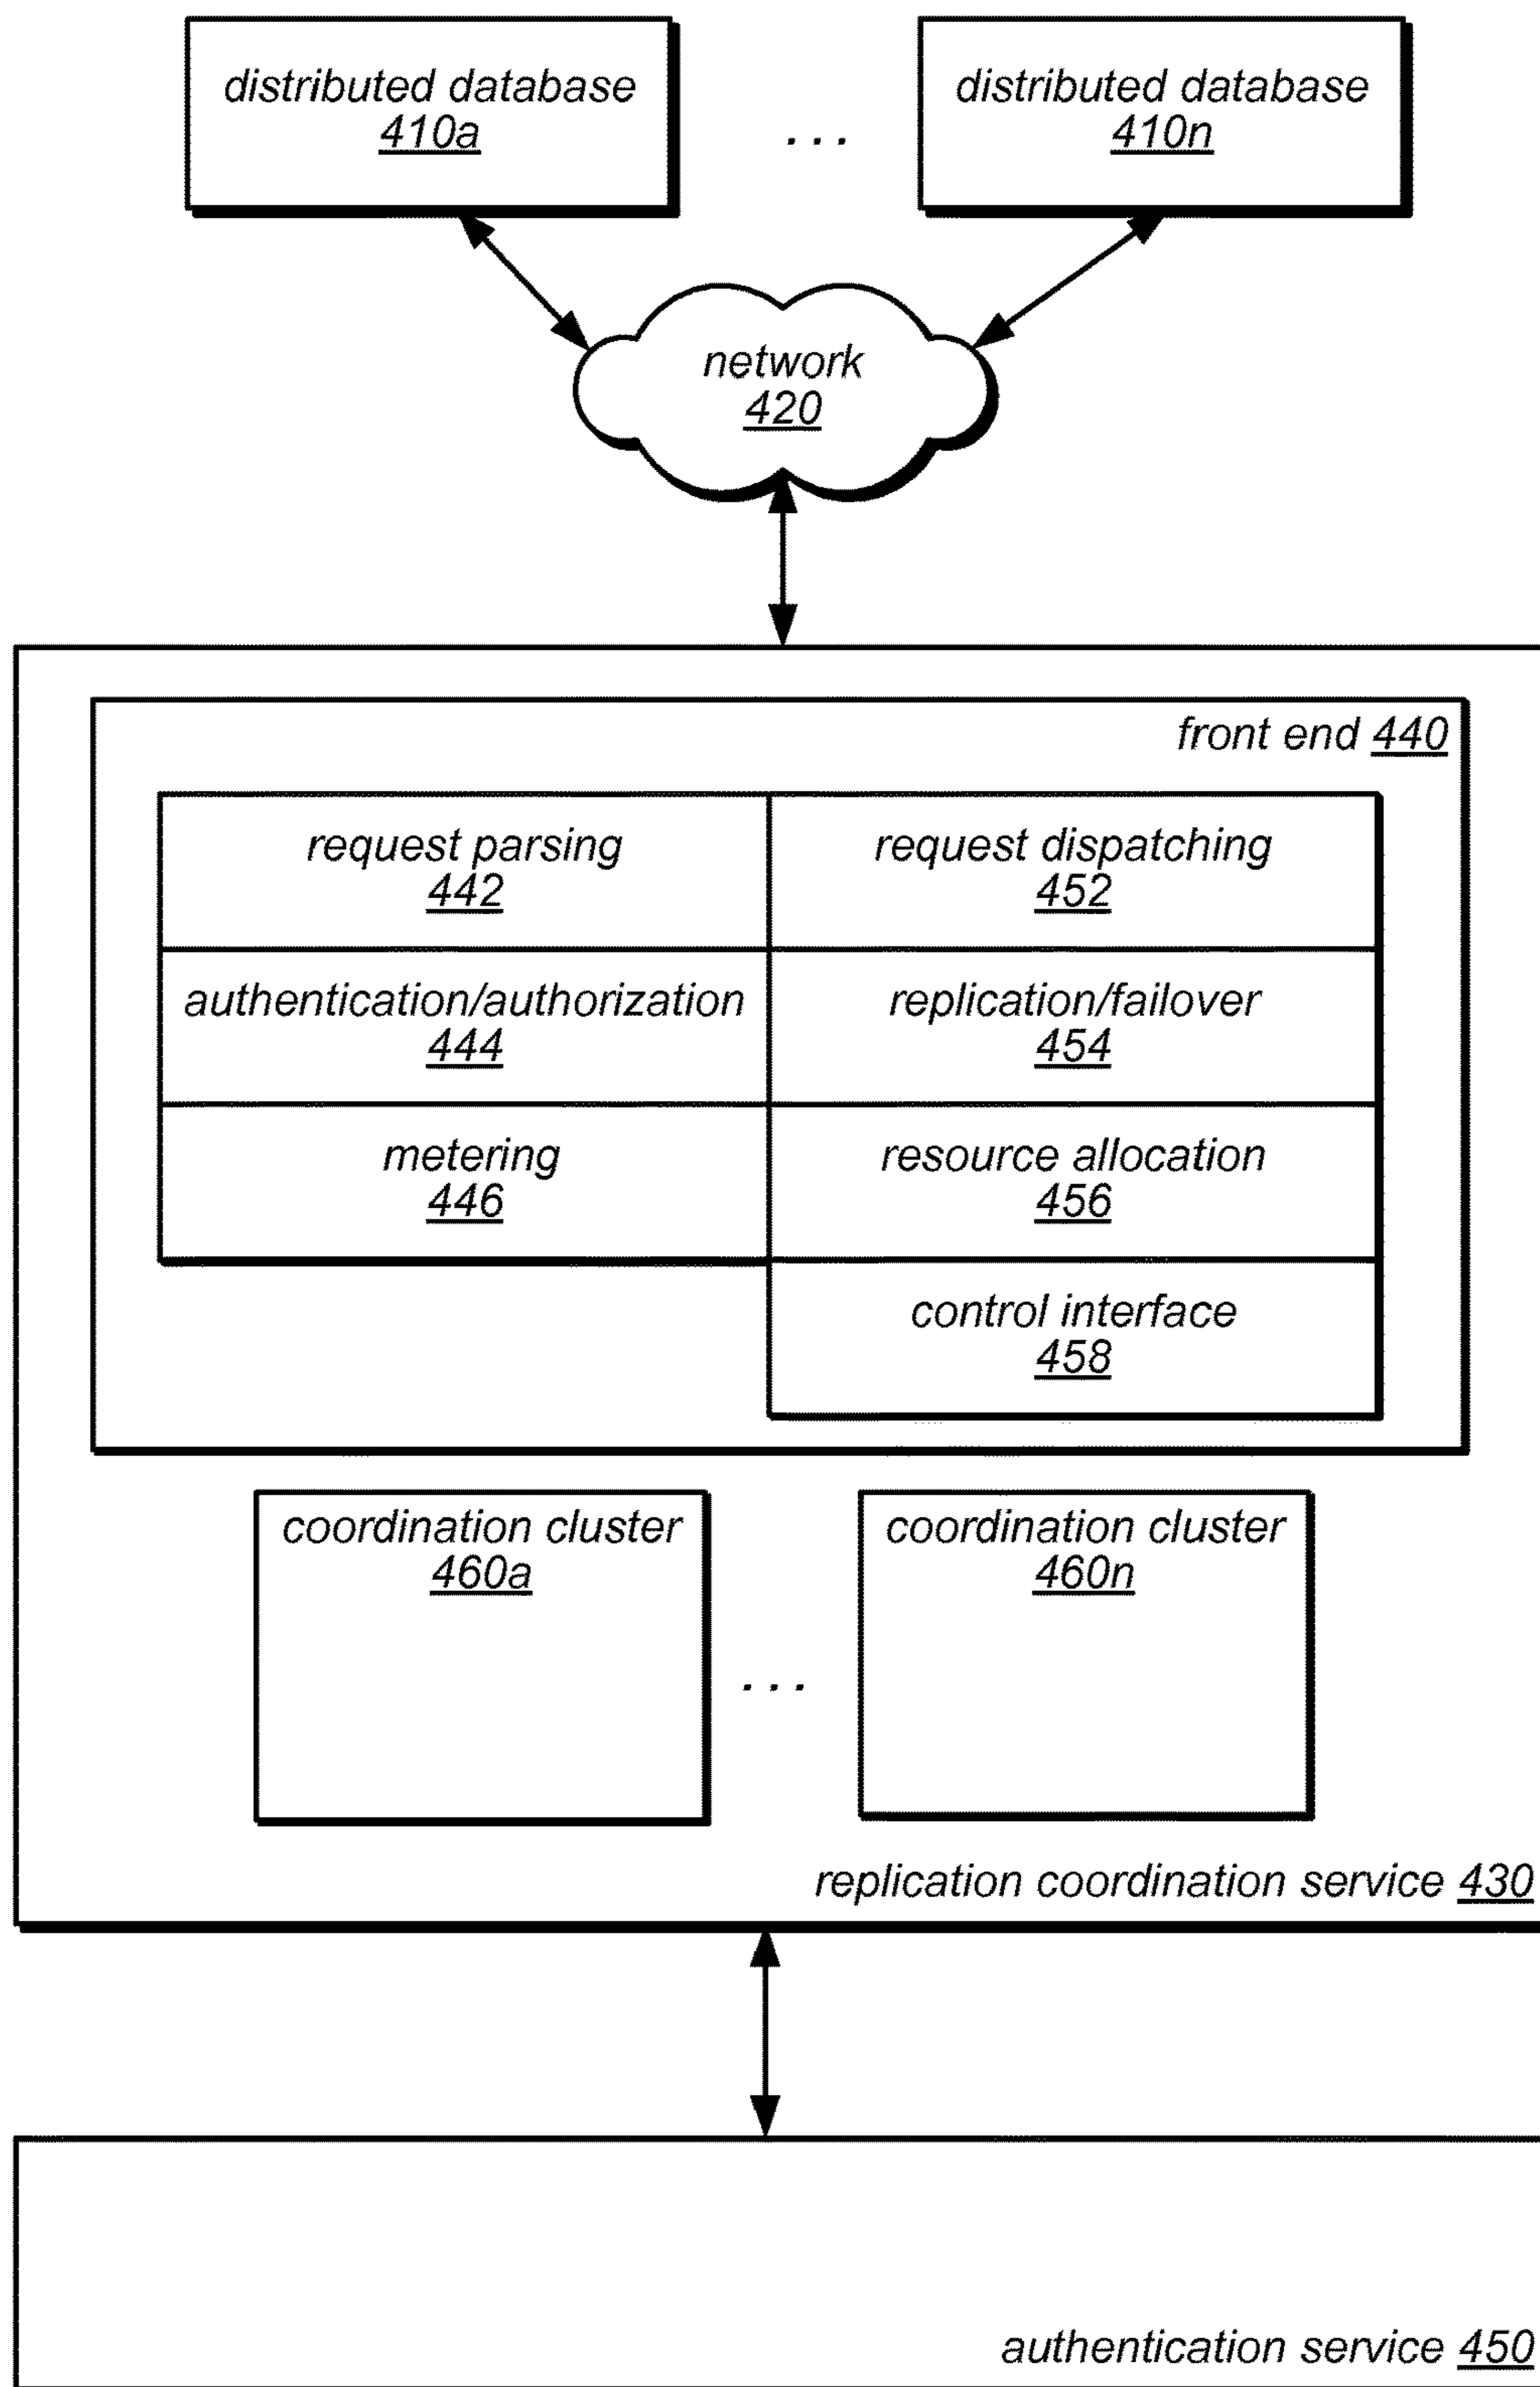 distributed database
410a
distributed database
410n
. . .
network
420
front end 440
request parsing
442
request dispatching
452
authentication/authorization
444
replication/failover
454
metering
446
resource allocation
456
control interface
458
coordination cluster
460a
coordination cluster
460n
. . .
replication coordination service 430
authentication service 450